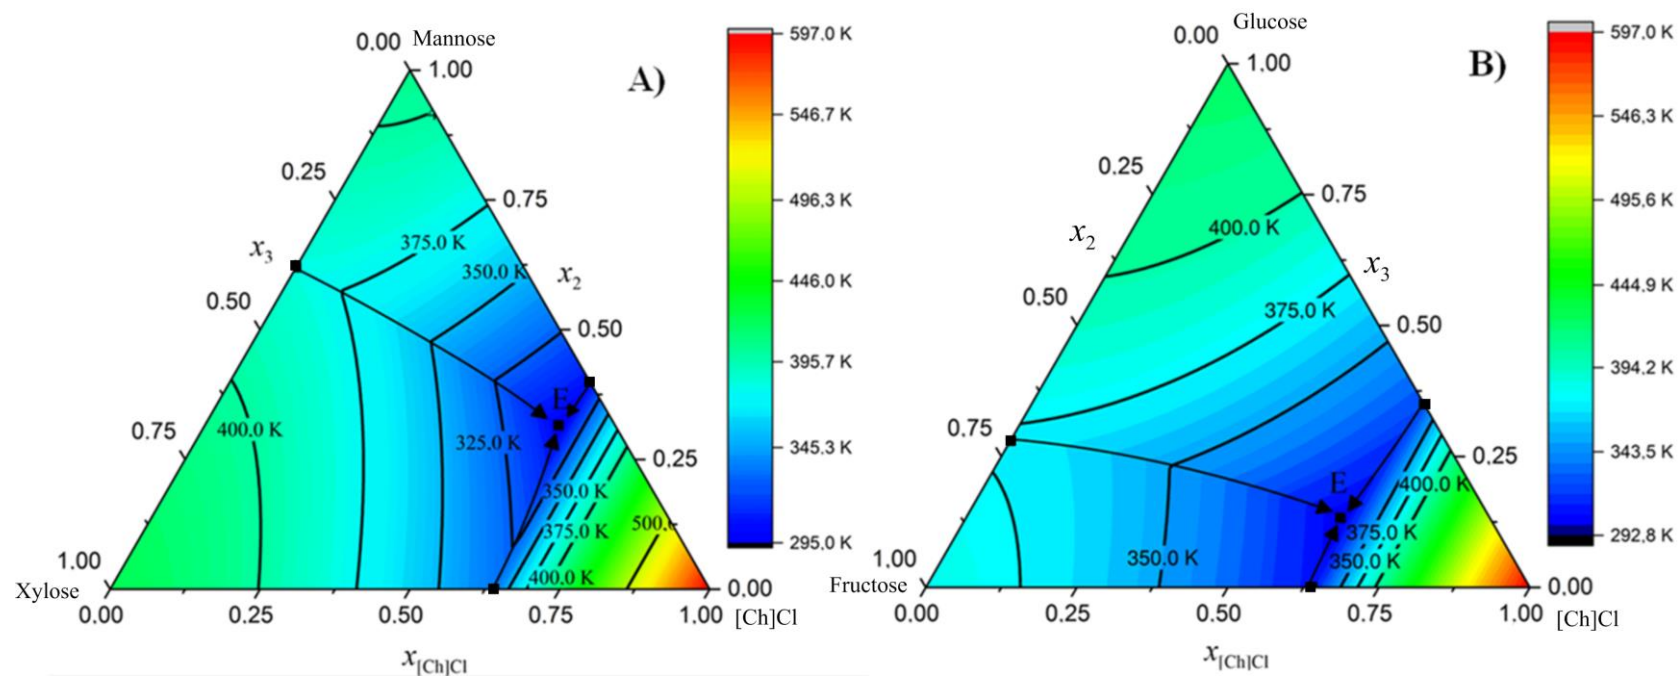 A)
0.00 Mannose
1.00
0.25
0.75
x3
375.0 K
350.0 K
x2
0.50
0.50
E
0.75
400.0 K
325.0 K
0.25
350.0 K
375.0 K
1.00
400.0 K
Xylose
0.00
0.00 0.25 0.50 0.75 1.00 [Ch]Cl
x[Ch]Cl
597.0 K
546.7 K
496.3 K
446.0 K
395.7 K
345.3 K
295.0 K
B)
Glucose
0.00
1,00
0.25
0.75
x2
400.0 K
x3
0.50
375.0 K
0.50
0.75
0.25
E
400.0 K
375.0 K
350.0 K
350.0 K
1.00
Fructose
0.00
0.00 0.25 0.50 0.75 1.00 [Ch]Cl
x[Ch]Cl
597.0 K
546,3 K
495.6 K
444.9 K
394.2 K
343.5 K
292.8 K